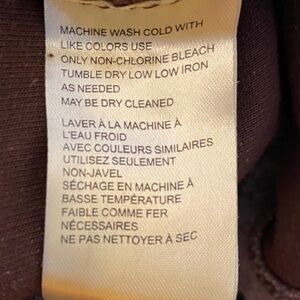 MACHINE WASH COLD WITH
LIKE COLORS USE
ONLY NON-CHLORINE BLEACH
TUMBLE DRY LOW LOW IRON
AS NEEDED
MAY BE DRY CLEANED
LAVER À LA MACHINE À
L'EAU FROID
AVEC COULEURS SIMILAIRES
UTILISEZ SEULEMENT
NON-JAVEL
SÉCHAGE EN MACHINE À
BASSE TEMPÉRATURE
FAIBLE COMME FER
NÉCESSAIRES
NE PAS NETTOYER À SEC